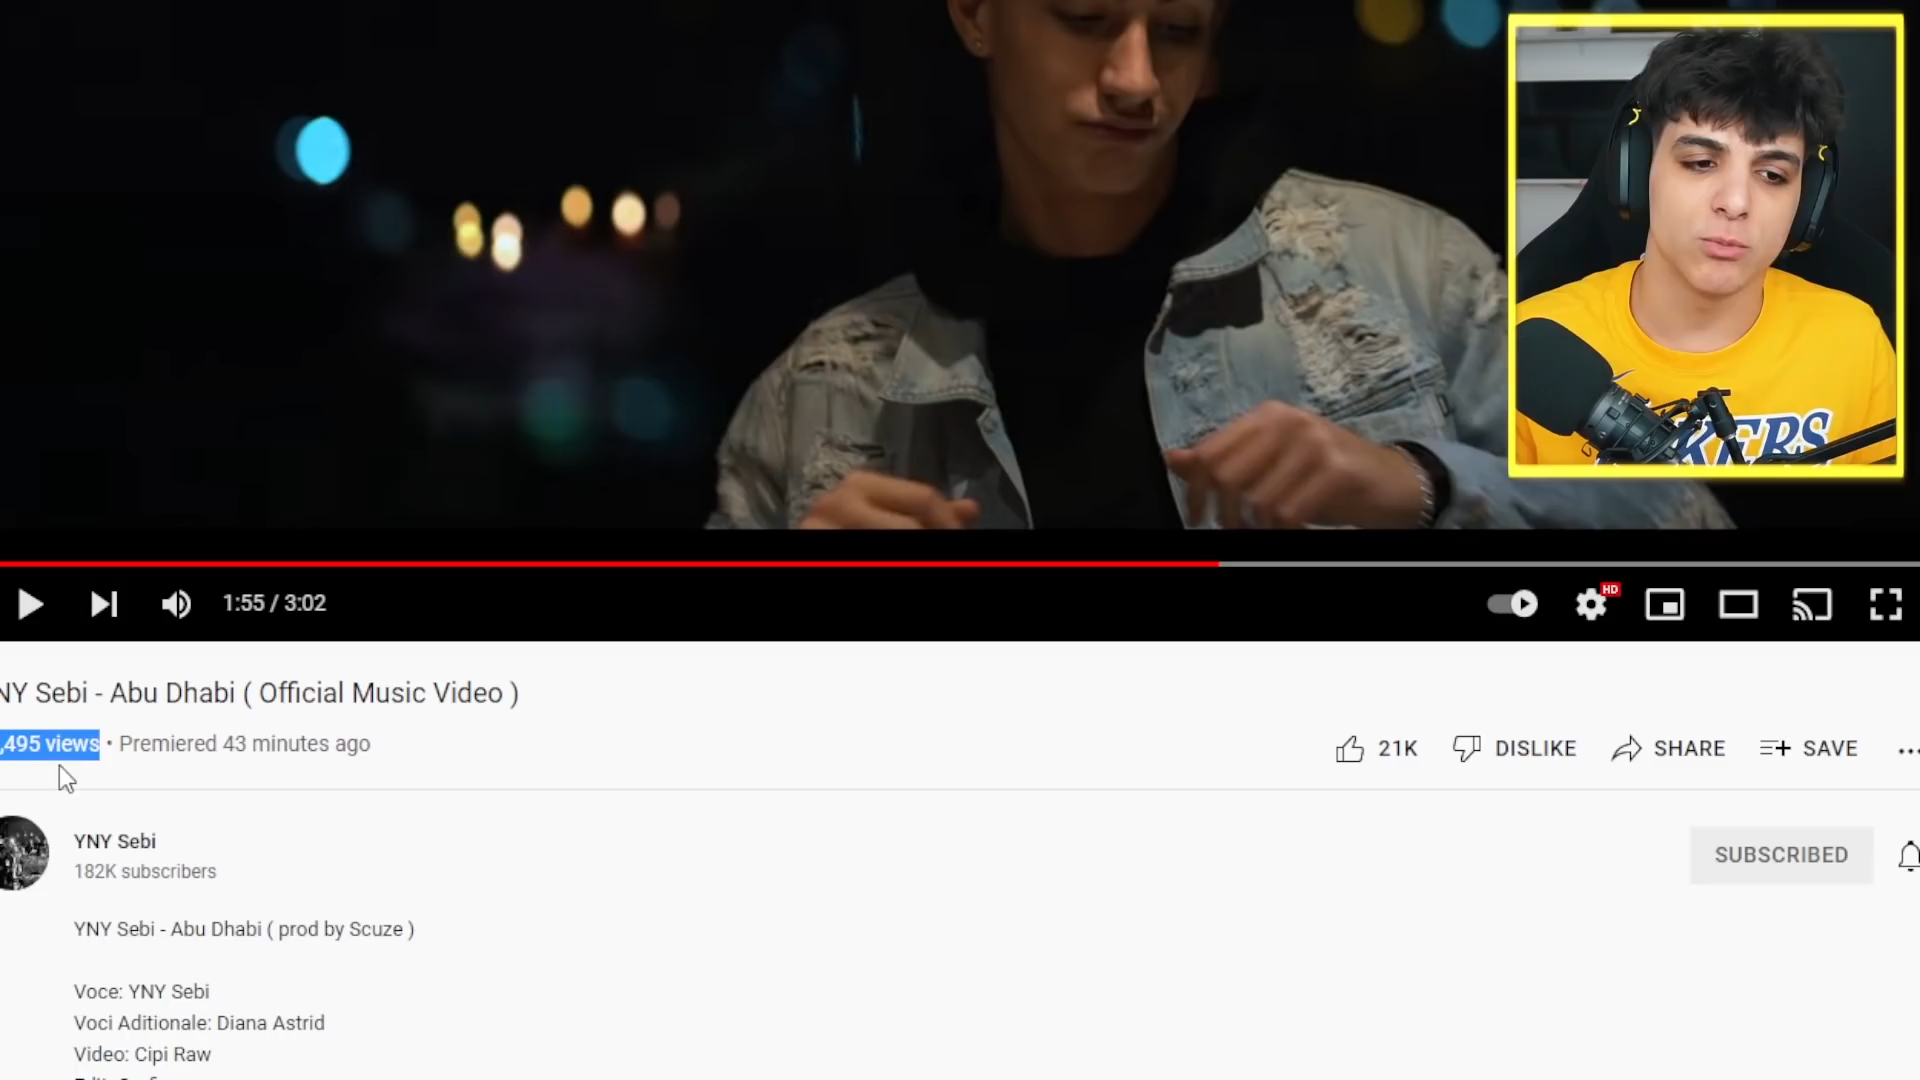 KERS
HD
1:55 / 3:02
NY Sebi - Abu Dhabi ( Official Music Video )
,495 views • Premiered 43 minutes ago
21K DISLIKE SHARE SAVE
YNY Sebi
182K subscribers
SUBSCRIBED
YNY Sebi - Abu Dhabi ( prod by Scuze )
Voce: YNY Sebi
Voci Aditionale: Diana Astrid
Video: Cipi Raw